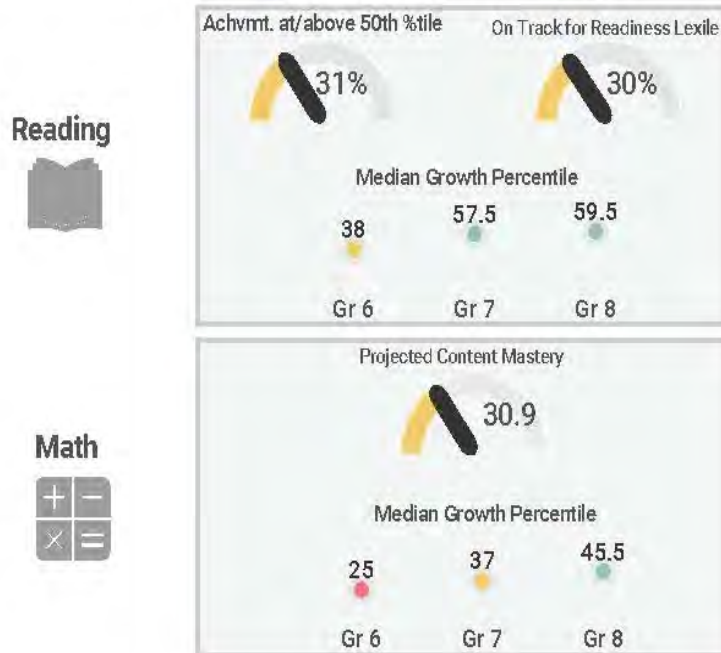 Reading
Achvmt. at/above 50th %tile
On Track for Readiness Lexile
31%
30%
Median Growth Percentile
38
57.5
59.5
Gr 6
Gr 7
Gr 8
Math
Projected Content Mastery
30.9
Median Growth Percentile
25
37
45.5
Gr 6
Gr 7
Gr 8